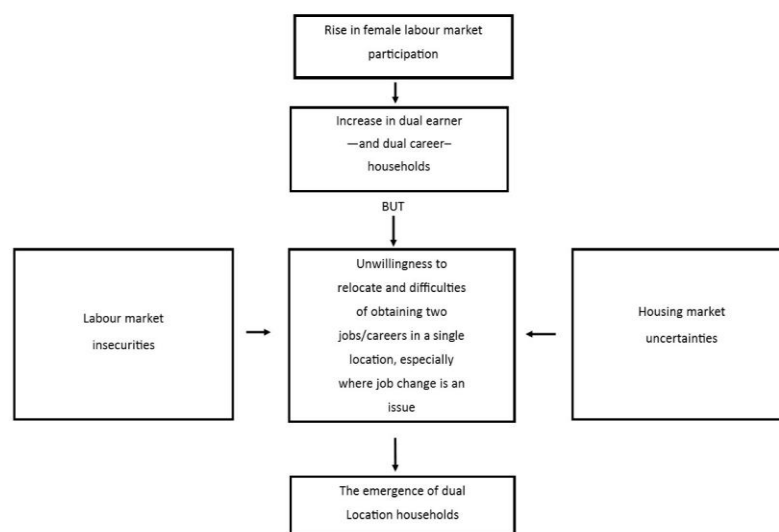 Rise in female labour market
participation
Increase in dual earner
—and dual career–
households
BUT
Unwillingness to
relocate and difficulties
of obtaining two
jobs/careers in a single
location, especially
where job change is an
issue
Labour market
insecurities
Housing market
uncertainties
The emergence of dual
Location households